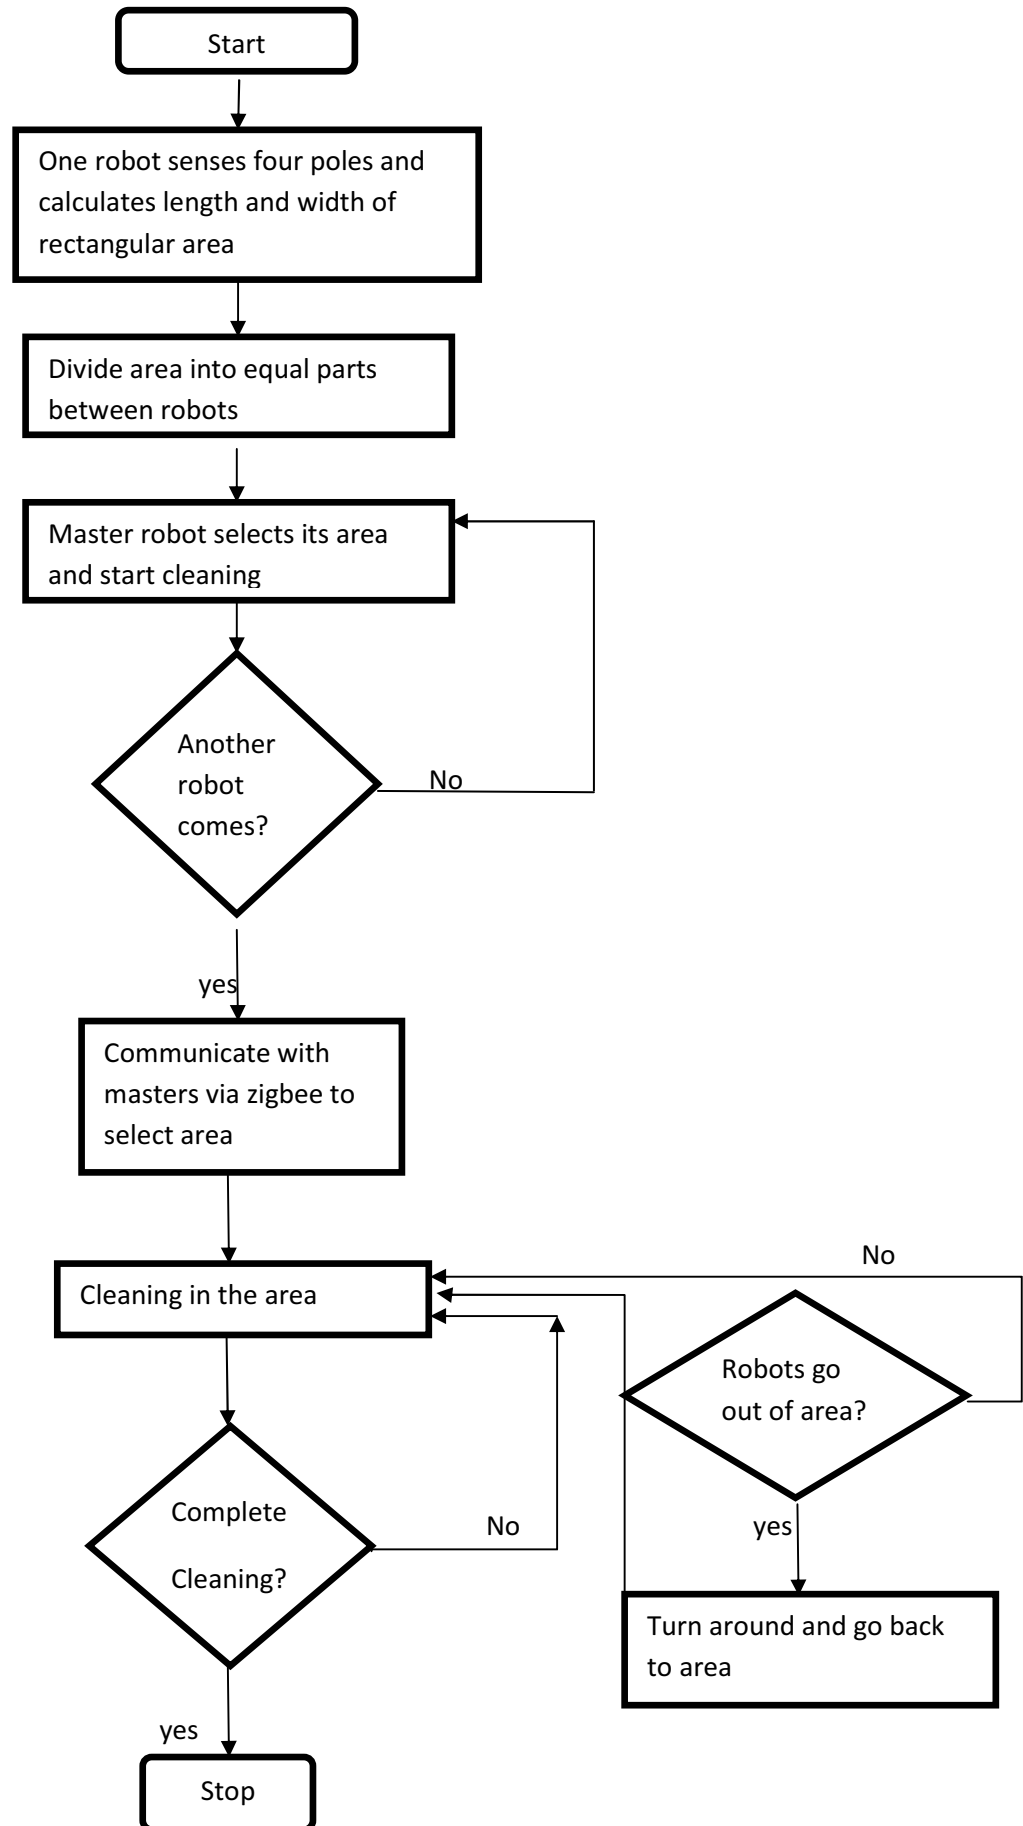 Start
One robot senses four poles and
calculates length and width of
rectangular area
Divide area into equal parts
between robots
Master robot selects its area
and start cleaning
Another
robot
comes?
No
yes
Communicate with
masters via zigbee to
select area
No
Cleaning in the area
Robots go
out of area?
Complete
Cleaning?
No
yes
Turn around and go back
to area
yes
Stop